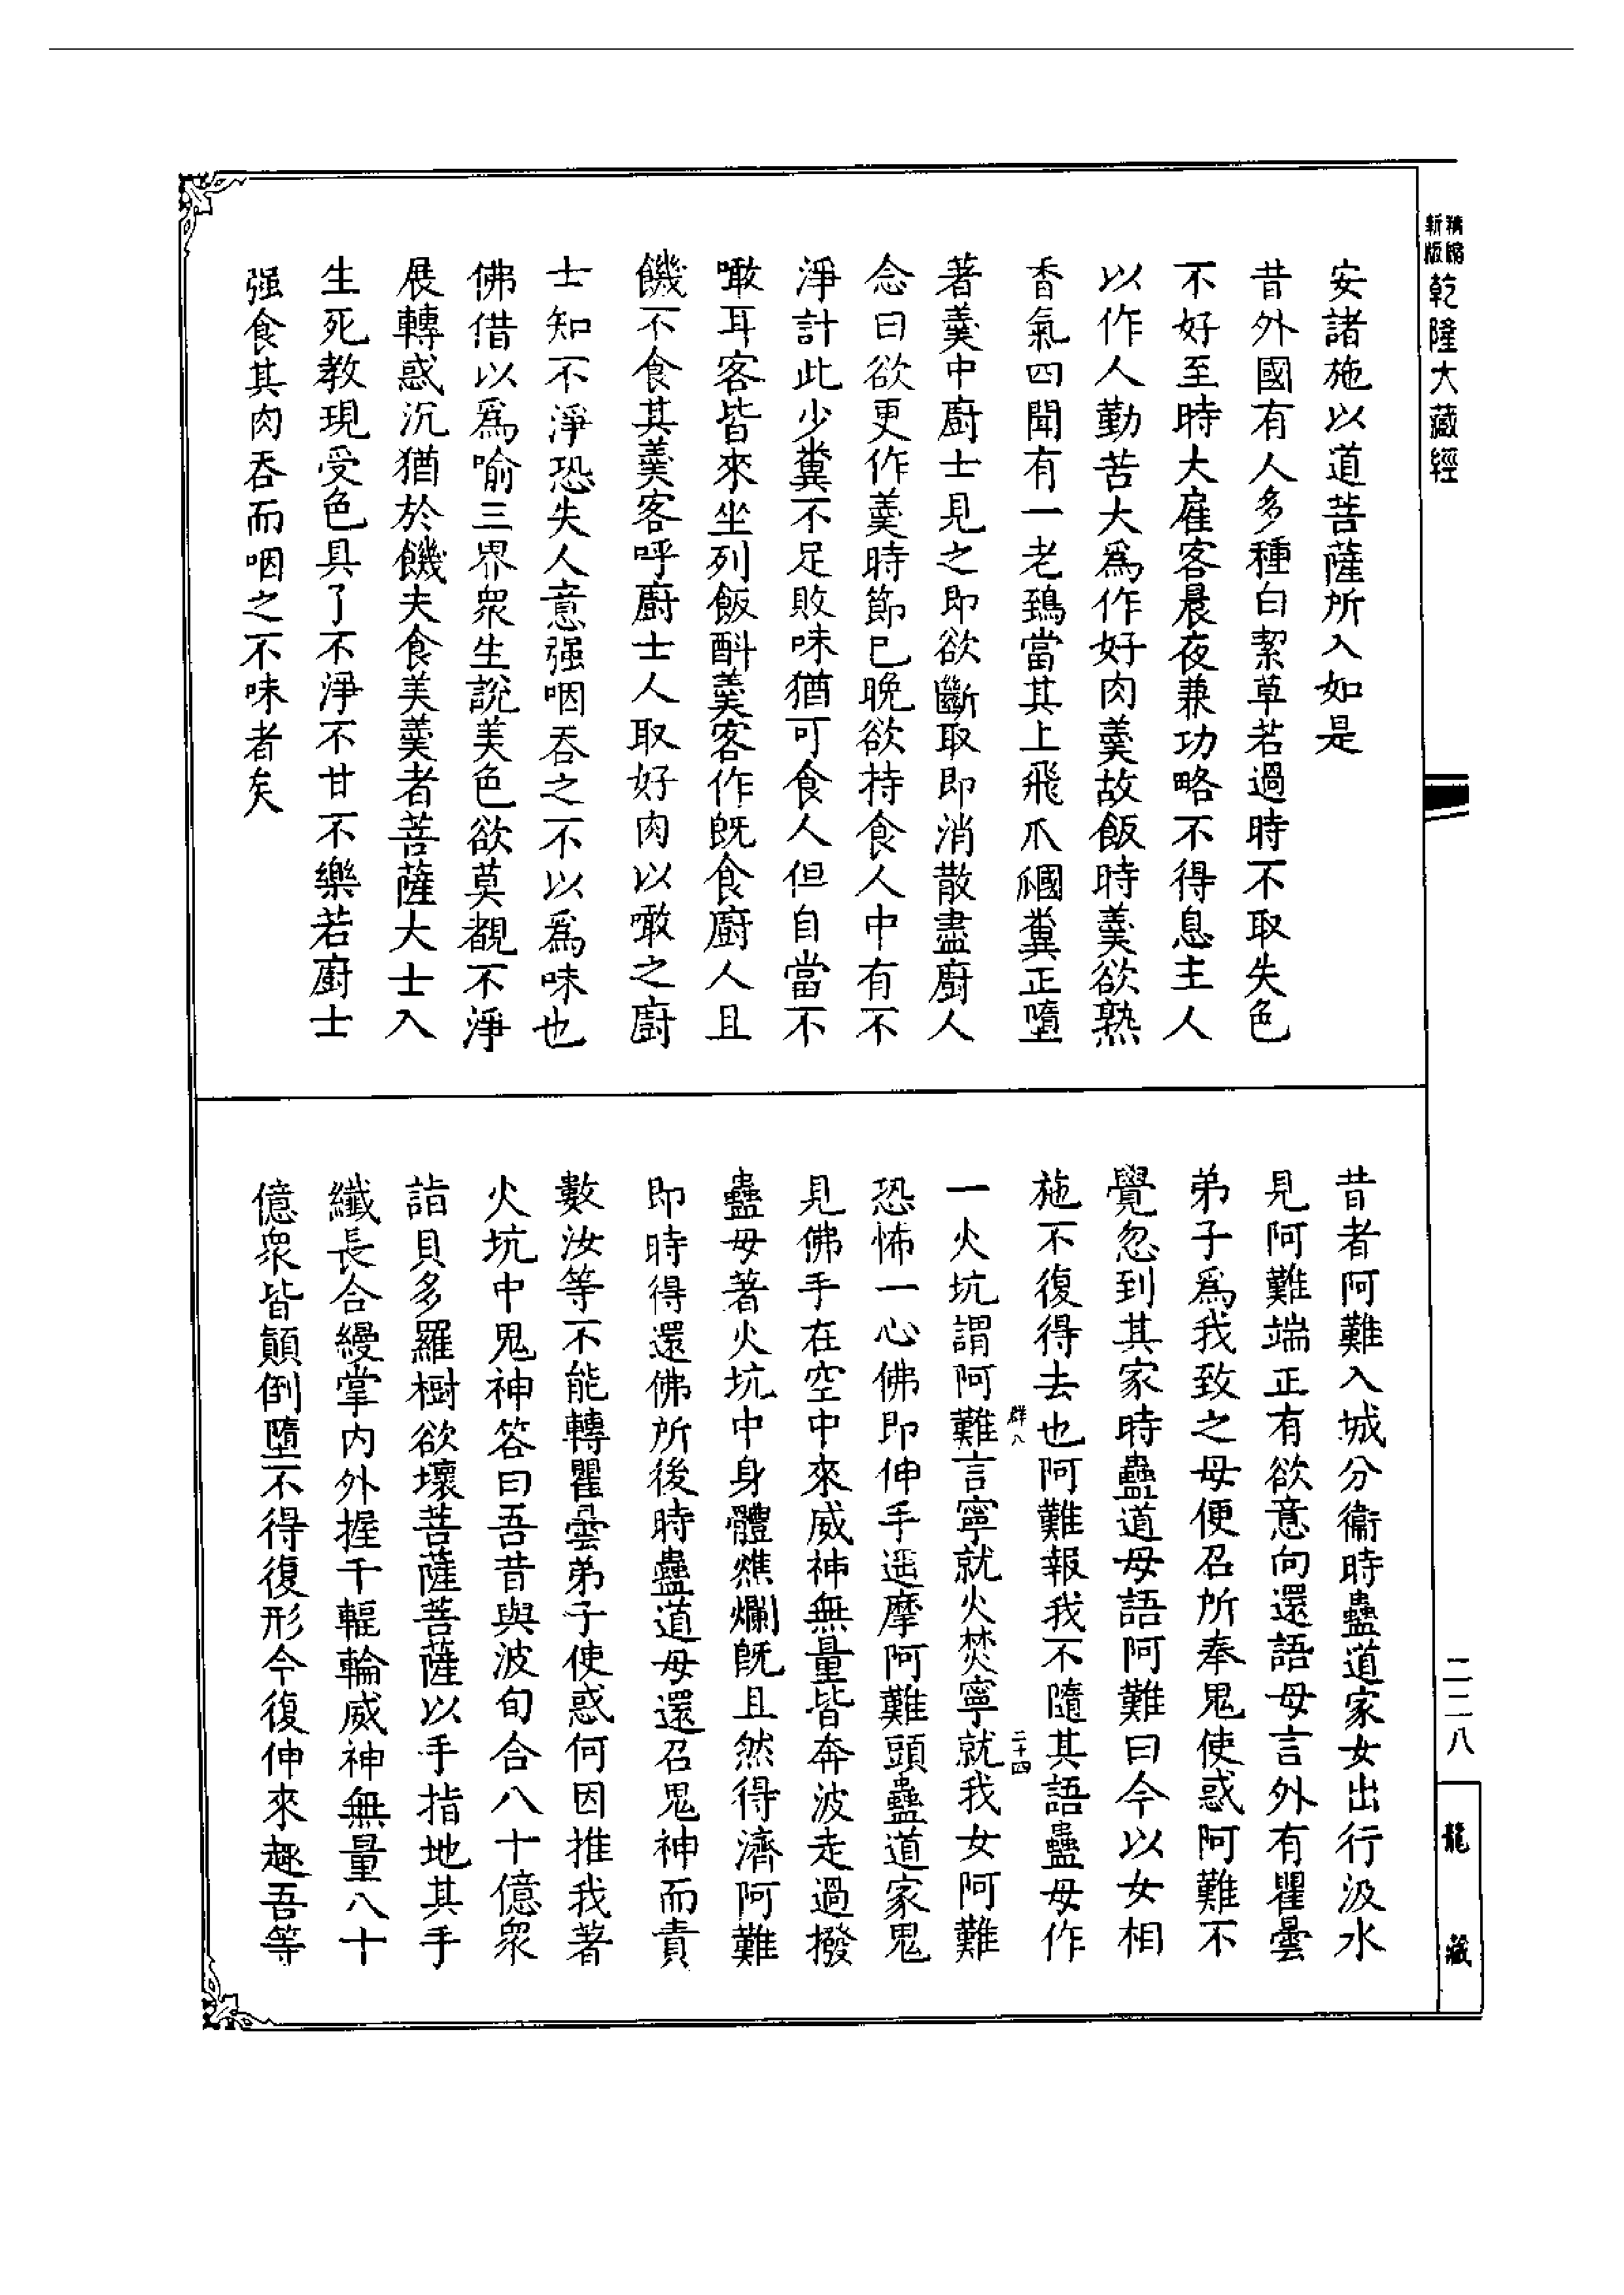 新版
精縮
乾隆大藏經
安諸施以道菩薩所入如是
昔外國有人多種白㓗草若過時不取失色
不好至時大雇客晨夜兼功略不得息主人
以作人勤苦大爲作好肉羹故飯時羹欲熟
香氣四聞有一老鵄當其上飛爪𢹂糞正墮
著羹中廚士見之即欲斷取即消散盡廚人
念曰欲更作羹時節已晚欲持食人中有不
淨計此少糞不足敗味猶可食人但自當不
噉耳客皆來坐列飯酙羹客作旣食廚人且
饑不食其羹客呼廚士人取好肉以噉之廚
士知不淨恐失人意强咽吞之不以爲味也
佛借以爲喻三界衆生說美色欲莫覩不淨
展轉惑沉猶於饑夫食美羹者菩薩大士入
生死教現受色具了不淨不甘不樂若廚士
强食其肉吞而咽之不味者矣
昔者阿難入城分衞時蠱道家女出行汲水
見阿難端正有欲意向還語母言外有瞿曇
弟子爲我致之母便召所奉鬼使惑阿難不
覺忽到其家時蠱道母語阿難曰今以女相
施不復得去也阿難報我不隨其語蠱母作
群八
二十四
一火坑謂阿難言寧就火焚寧就我女阿難
恐怖一心佛即伸手遥摩阿難頭蠱道家鬼
見佛手在空中來威神無量皆奔波走過撥
蠱母著火坑中身體燋爛旣且然得濟阿難
即時得還佛所後時蠱道母還召鬼神而責
數汝等不能轉瞿曇弟子使惑何因推我著
火坑中鬼神答曰吾昔與波旬合八十億衆
詣貝多羅樹欲壞菩薩菩薩以手指地其手
纖長合縵掌内外握千輻輪威神無量八十
億衆皆顛倒墮不得復形今復伸來趣吾等
二二八
龍藏